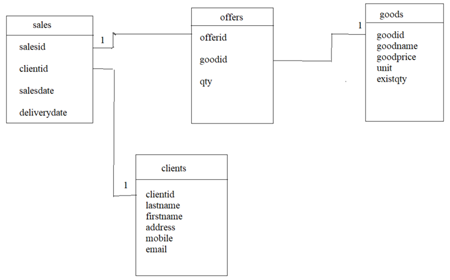 sales
salesid
clientid
salesdate
deliverydate
1
offers
offerid
goodid
qty
1
goods
goodid
goodname
goodprice
unit
existqty
1
clients
clientid
lastname
firstname
address
mobile
email